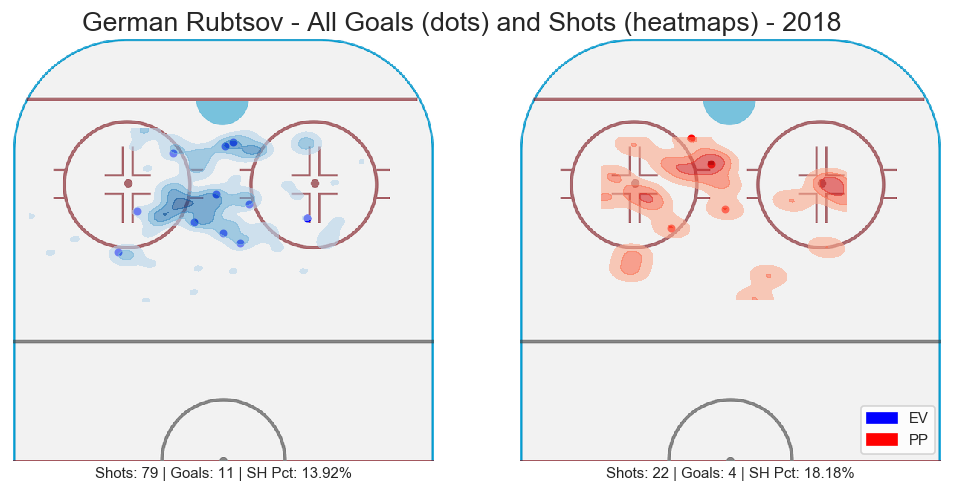 German Rubtsov - All Goals (dots) and Shots (heatmaps) - 2018
EV
PP
Shots: 79 | Goals: 11 | SH Pct: 13.92%
Shots: 22 | Goals: 4 | SH Pct: 18.18%